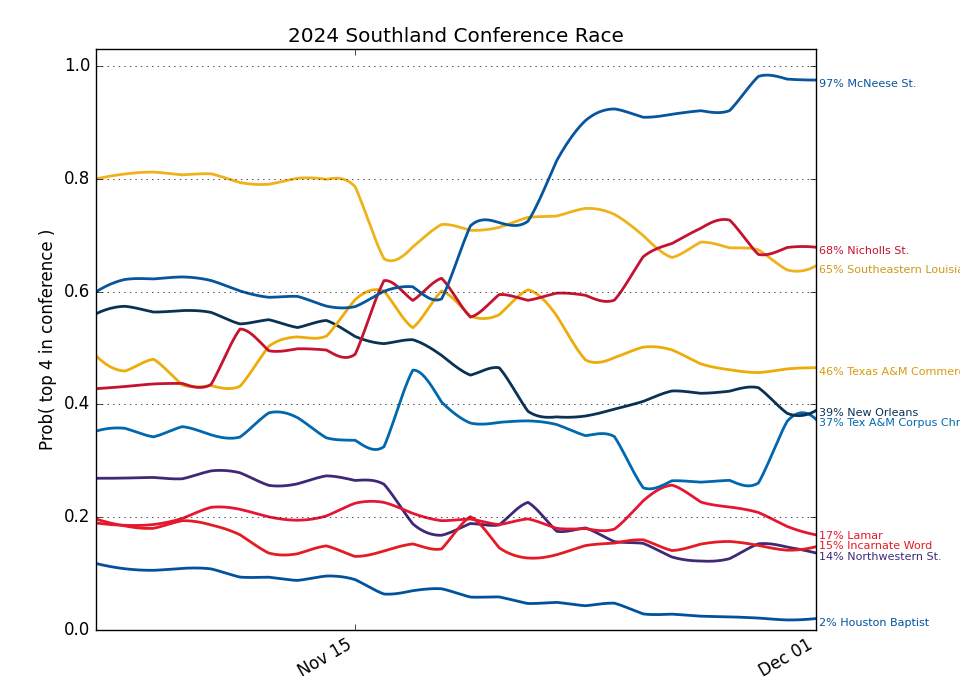 2024 Southland Conference Race
Prob( top 4 in conference )
1.0
0.8
0.6
0.4
0.2
0.0
Nov 15
Dec 01
97% McNeese St.
68% Nicholls St.
65% Southeastern Louisia
46% Texas A&M Commerc
39% New Orleans
37% Tex A&M Corpus Chr
17% Lamar
15% Incarnate Word
14% Northwestern St.
2% Houston Baptist